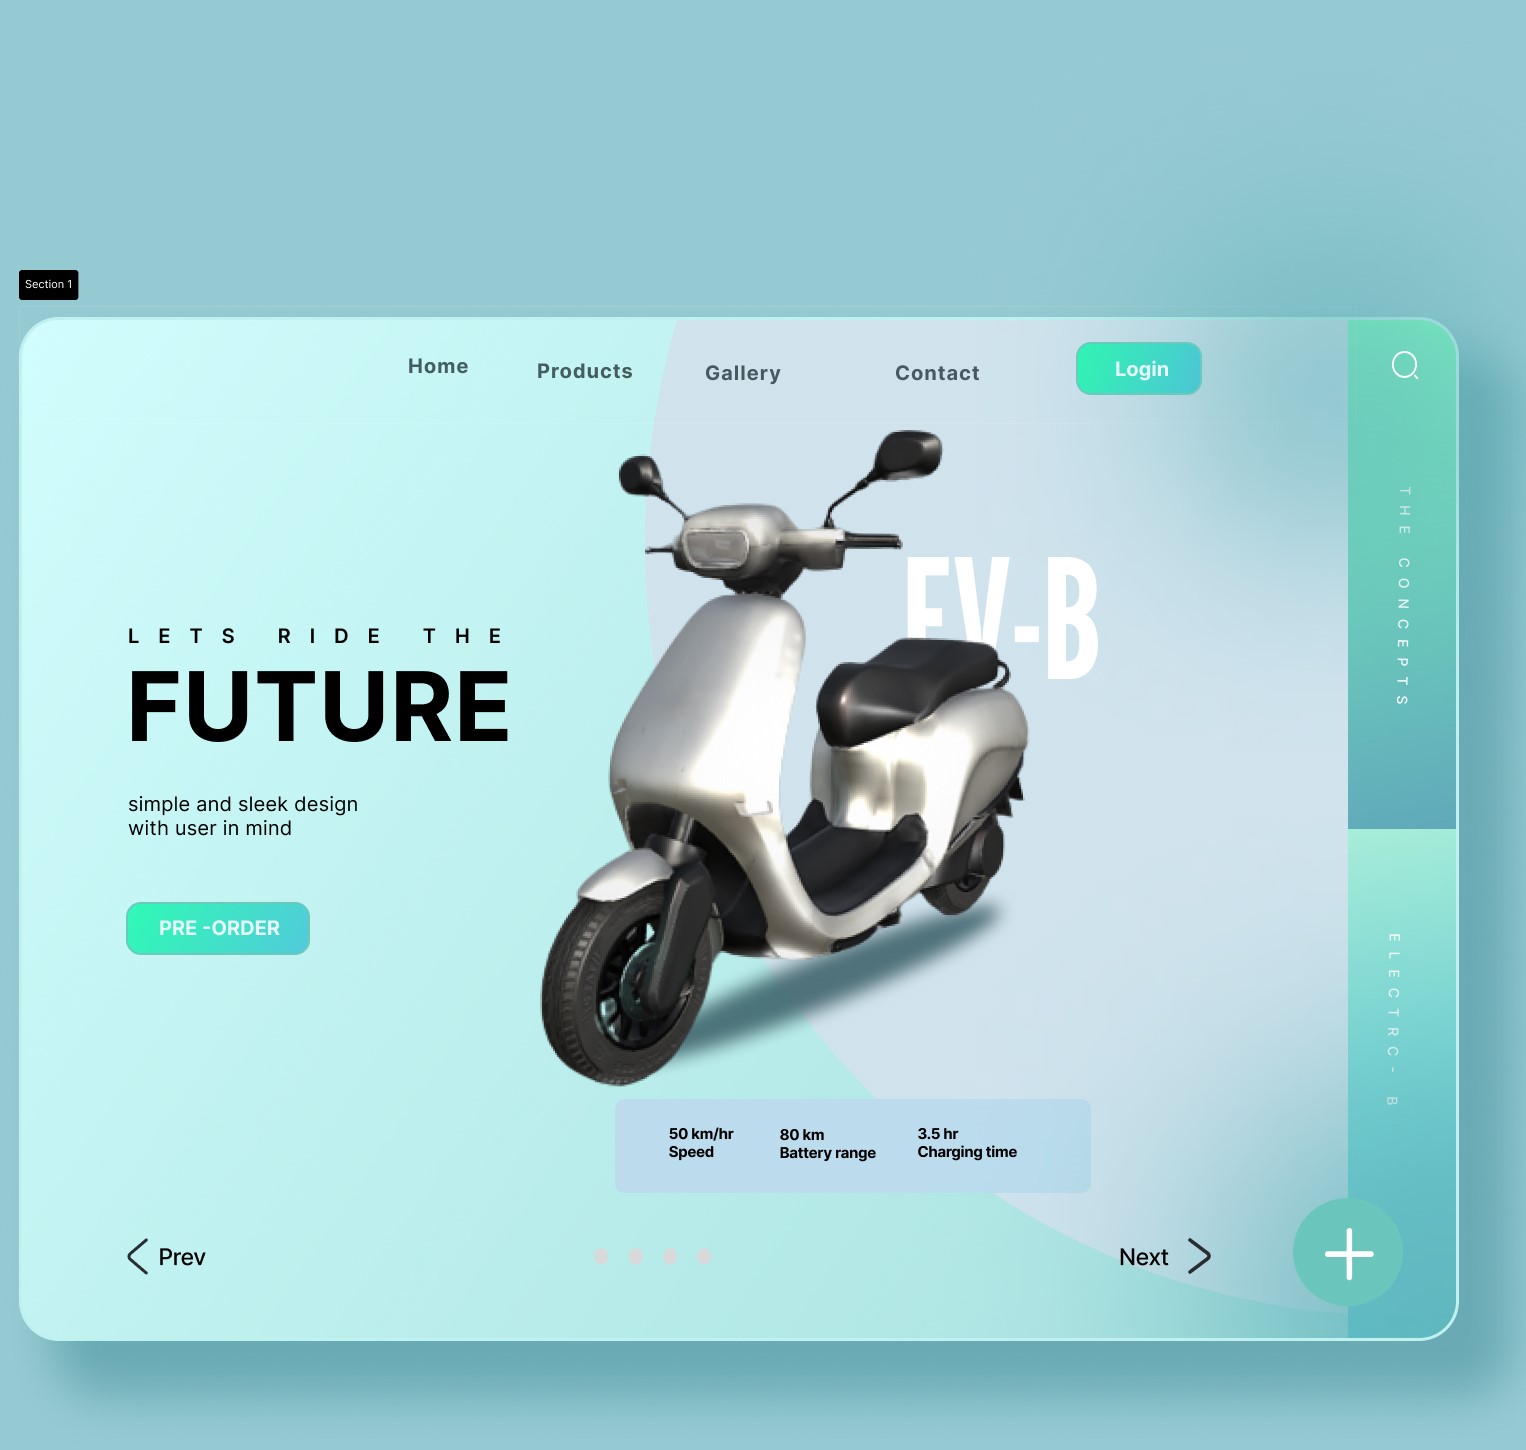 Section 1
Home
Products
Gallery
Contact
Login
EV-B
LETS RIDE THE
FUTURE
simple and sleek design
with user in mind
PRE -ORDER
50 km/hr
Speed
80 km
Battery range
3.5 hr
Charging time
Prev
Next
THE CONCEPTS
ELECTRC- B